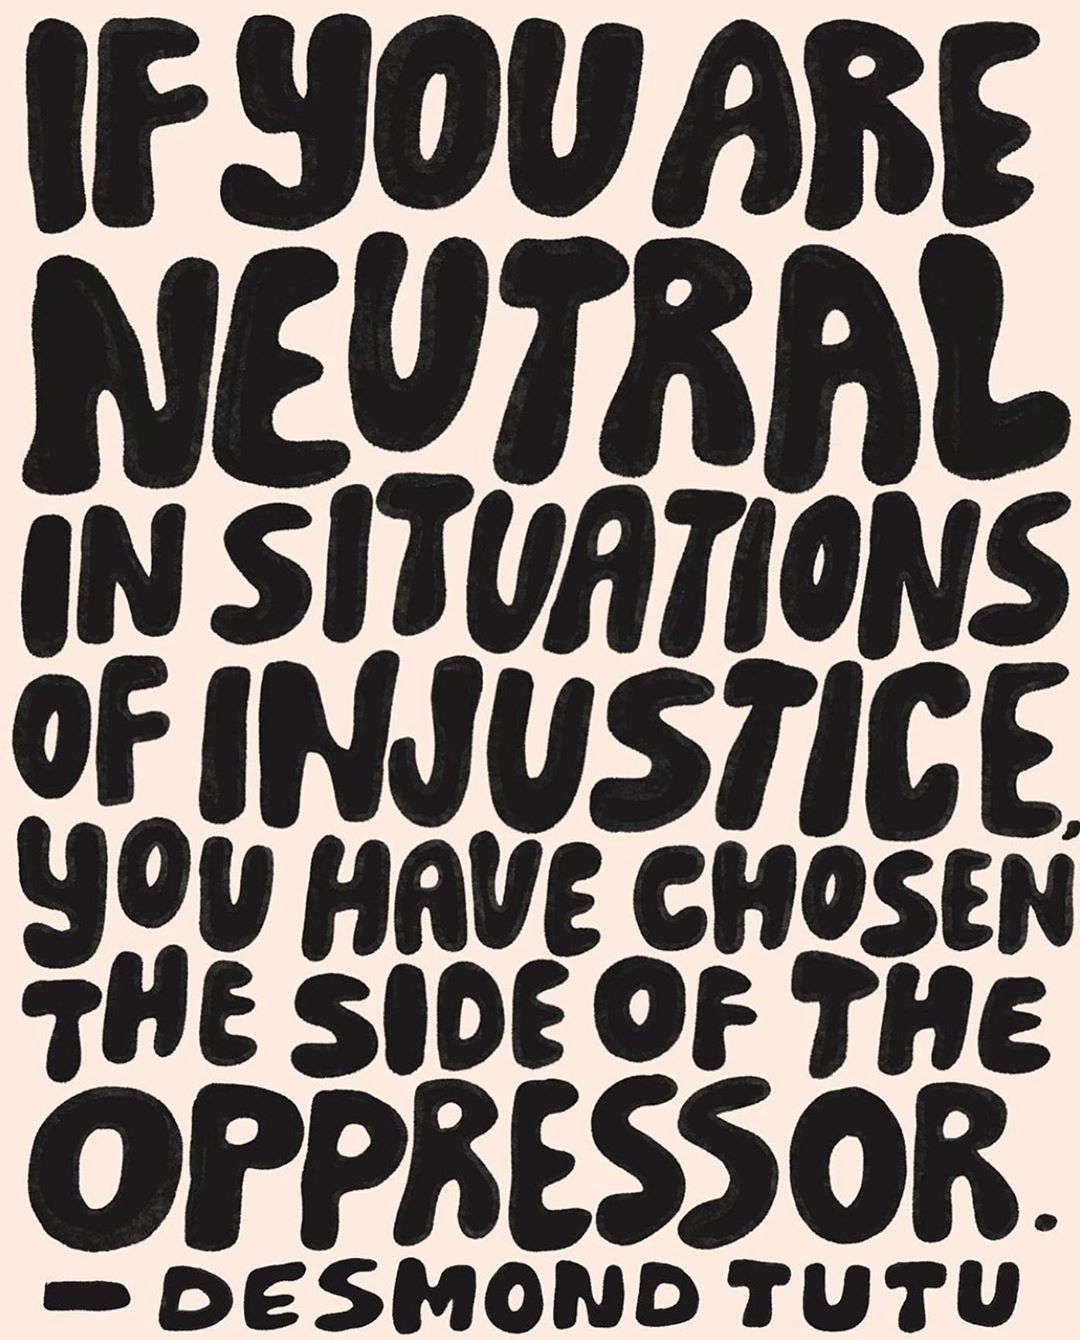 IF YOU ARE
NEUTRAL
IN SITUATIONS
OF INJUSTICE,
YOU HAVE CHOSEN
THE SIDE OF THE
OPPRESSOR.
— DESMOND TUTU